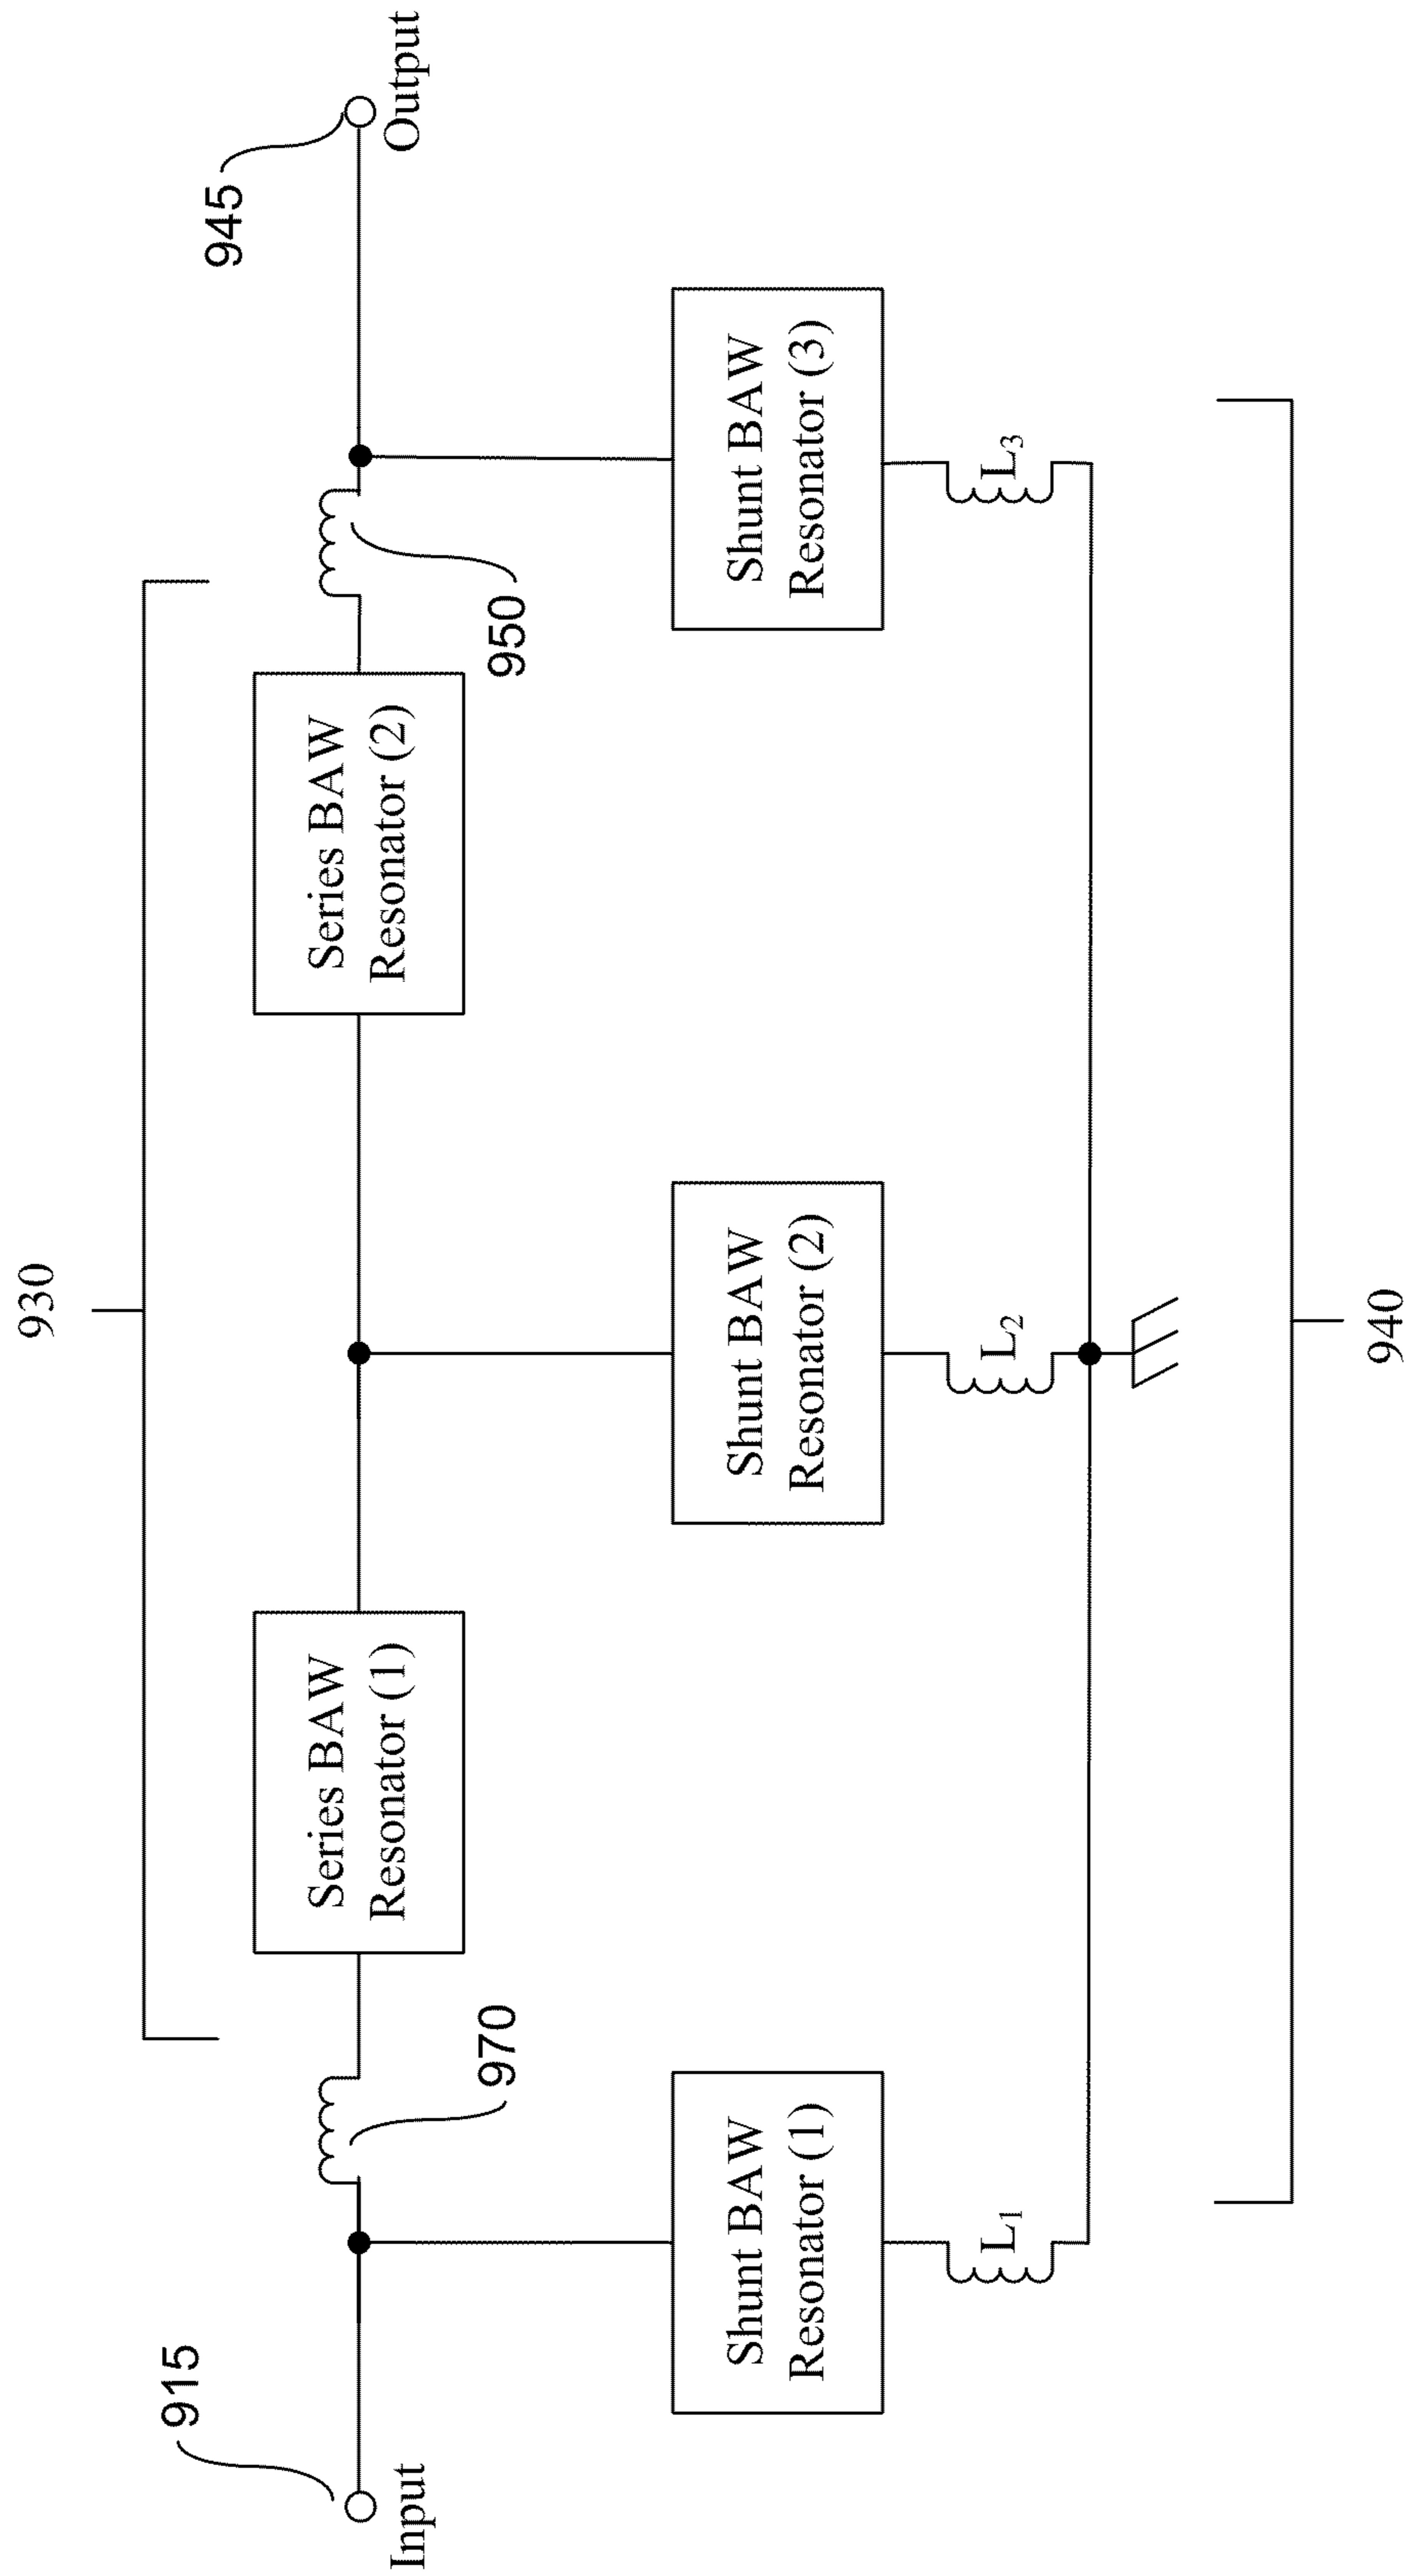 930
945
Output
915
Input
970
950
Series BAW
Resonator (1)
Series BAW
Resonator (2)
Shunt BAW
Resonator (1)
Shunt BAW
Resonator (2)
Shunt BAW
Resonator (3)
L₁
L₂
L₃
940